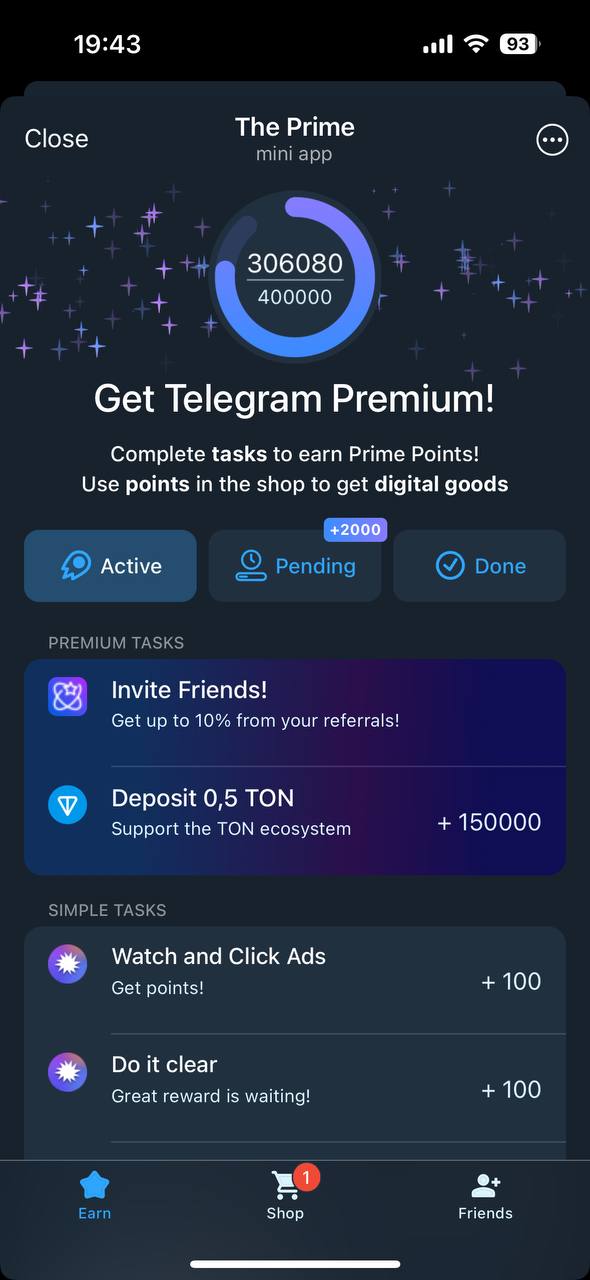 19:43
93
Close
The Prime
mini app
306080
400000
Get Telegram Premium!
Complete tasks to earn Prime Points!
Use points in the shop to get digital goods
+2000
Active
Pending
Done
PREMIUM TASKS
Invite Friends!
Get up to 10% from your referrals!
Deposit 0,5 TON
Support the TON ecosystem
+ 150000
SIMPLE TASKS
Watch and Click Ads
Get points!
+ 100
Do it clear
Great reward is waiting!
+ 100
1
Earn
Shop
Friends